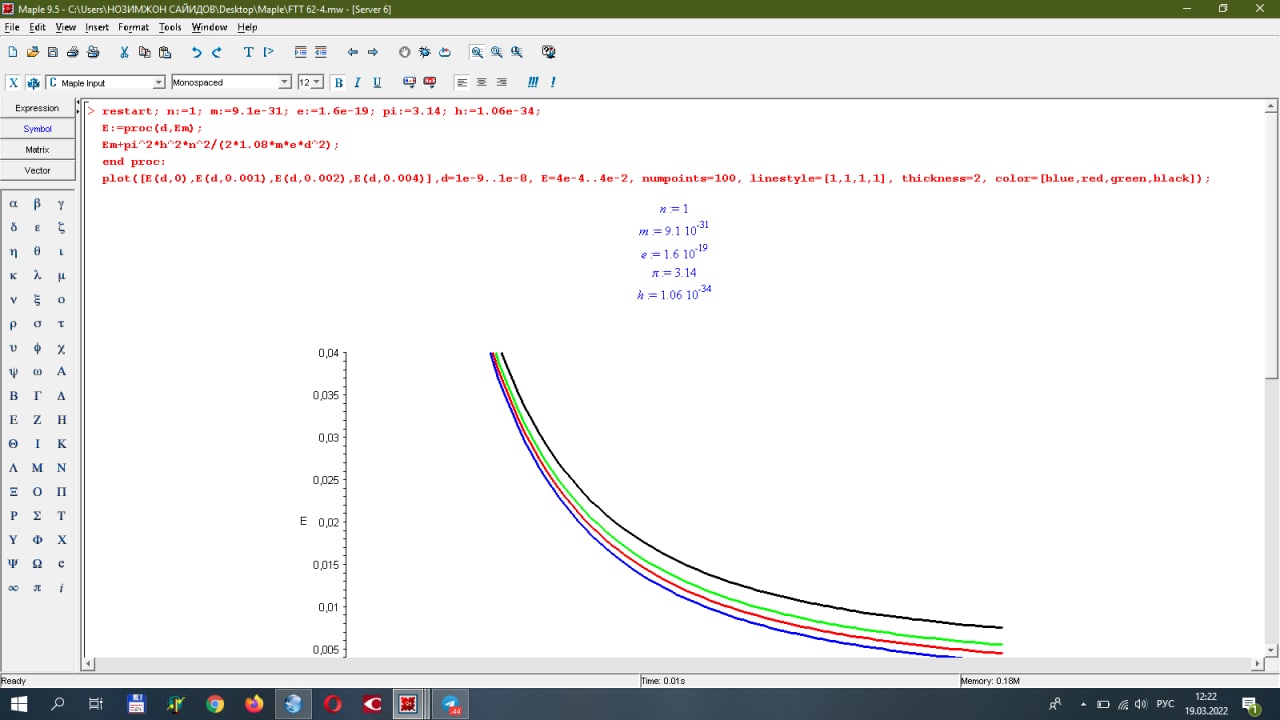 Maple 9.5 - C:\Users\НОЗИМЖОН САЙИДОВ\Desktop\Maple\FTT 62-4.mw - [Server 6]
File Edit View Insert Format Tools Window Help
Maple Input Monospaced 12 B I U !!! !
Expression
Symbol
Matrix
Vector
> restart; n:=1; m:=9.1e-31; e:=1.6e-19; pi:=3.14; h:=1.06e-34;
E:=proc(d,Em);
Em+pi^2*h^2*n^2/(2*1.08*m*e*d^2);
end proc:
plot([E(d,0),E(d,0.001),E(d,0.002),E(d,0.004)],d=1e-9..1e-8, E=4e-4..4e-2, numpoints=100, linestyle=[1,1,1,1], thickness=2, color=[blue,red,green,black]);
n := 1
m := 9.1 10^-31
e := 1.6 10^-19
π := 3.14
h := 1.06 10^-34
α β γ
δ ε ζ
η θ ι
κ λ μ
ν ξ ο
ρ σ τ
υ φ χ
ψ ω Α
Β Γ Δ
Ε Ζ Η
Θ Ι Κ
Λ Μ Ν
Ξ Ο Π
Ρ Σ Τ
Υ Φ Χ
Ψ Ω e
∞ π i
0,04
0,035
0,03
0,025
E 0,02
0,015
0,01
0,005
Ready Time: 0.01s Memory: 0.18M
44
РУС
12:22
19.03.2022
1